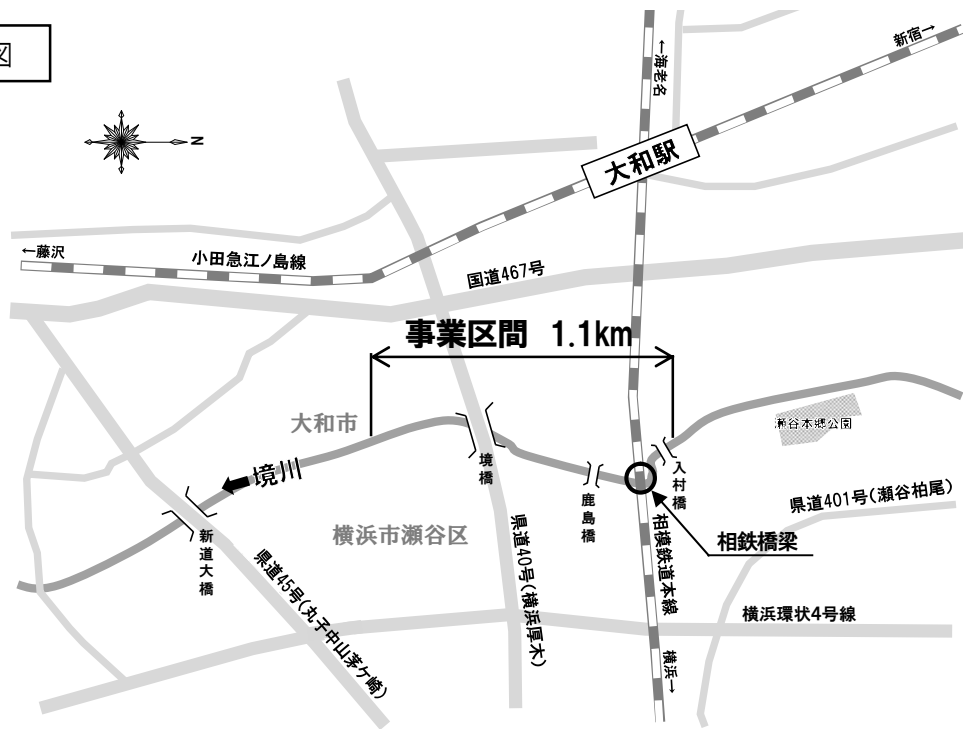 図
新宿→
←海老名
N
大和駅
←藤沢
小田急江ノ島線
国道467号
事業区間 1.1km
大和市
瀬谷本郷公園
境橋
入村橋
←境川
鹿島橋
県道401号(瀬谷柏尾)
新道大橋
横浜市瀬谷区
県道40号(横浜厚木)
相模鉄道本線
相鉄橋梁
県道45号(丸子中山茅ケ崎)
横浜環状4号線
横浜→